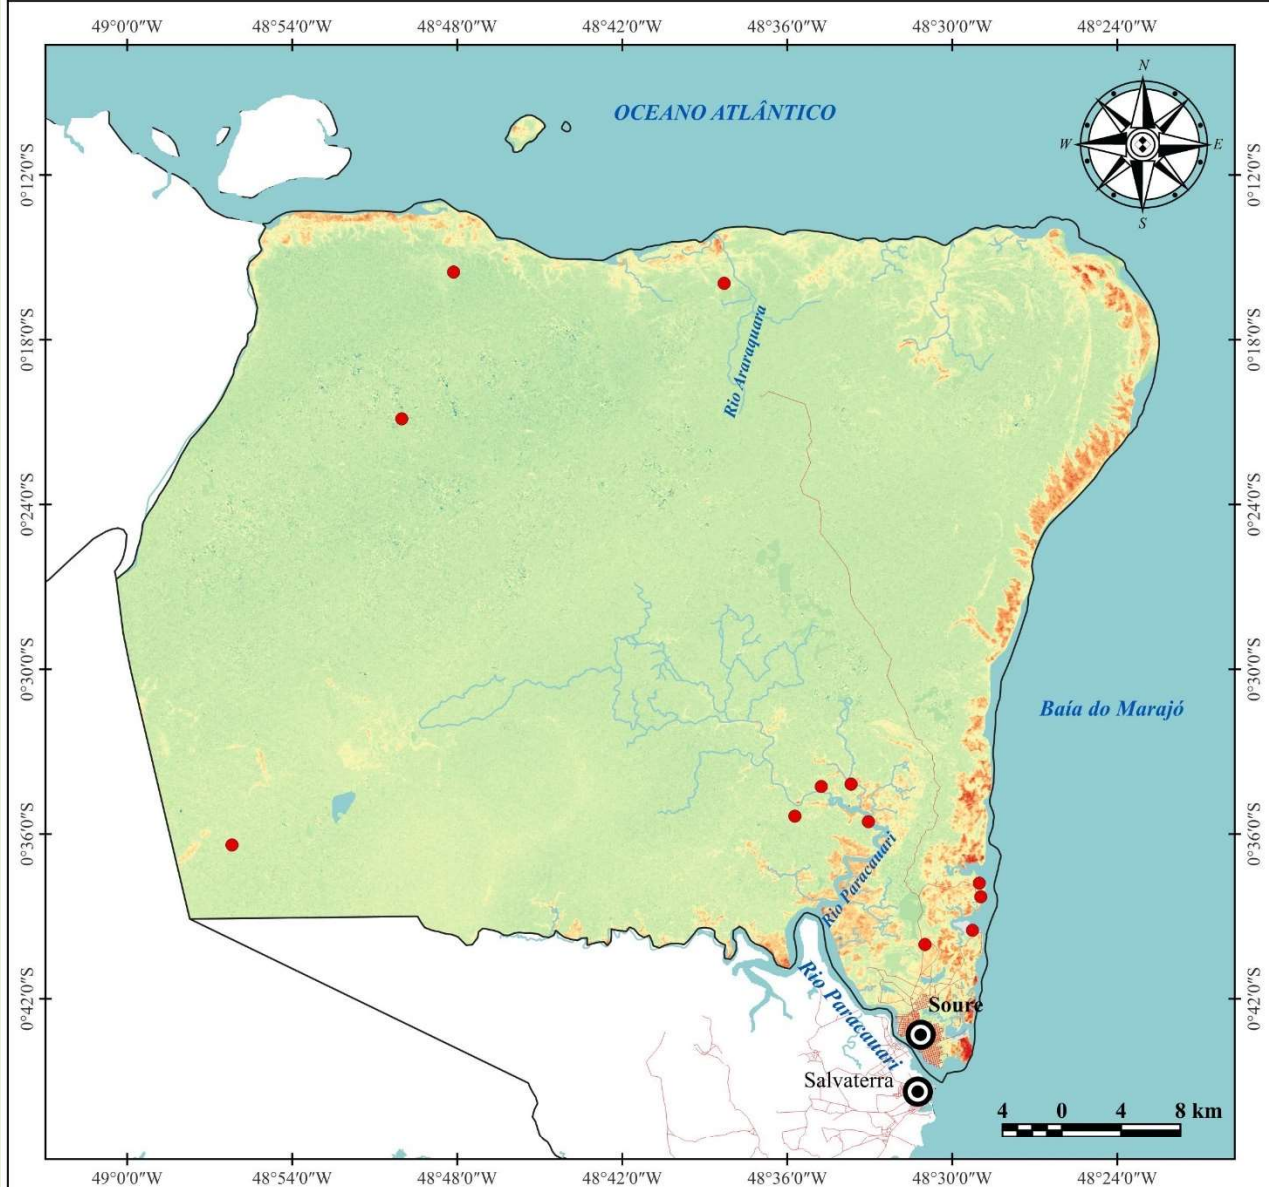 49°0'0"W 48°54'0"W 48°48'0"W 48°42'0"W 48°36'0"W 48°30'0"W 48°24'0"W
N
OCEANO ATLÂNTICO
W E
S
0°12'0"S 0°12'0"S
Rio Araraquara
0°18'0"S 0°18'0"S
0°24'0"S 0°24'0"S
0°30'0"S 0°30'0"S
Baía do Marajó
0°36'0"S 0°36'0"S
Rio Paracauari
Rio Paracauari
0°42'0"S 0°42'0"S
Soure
Salvaterra
4 0 4 8 km
49°0'0"W 48°54'0"W 48°48'0"W 48°42'0"W 48°36'0"W 48°30'0"W 48°24'0"W